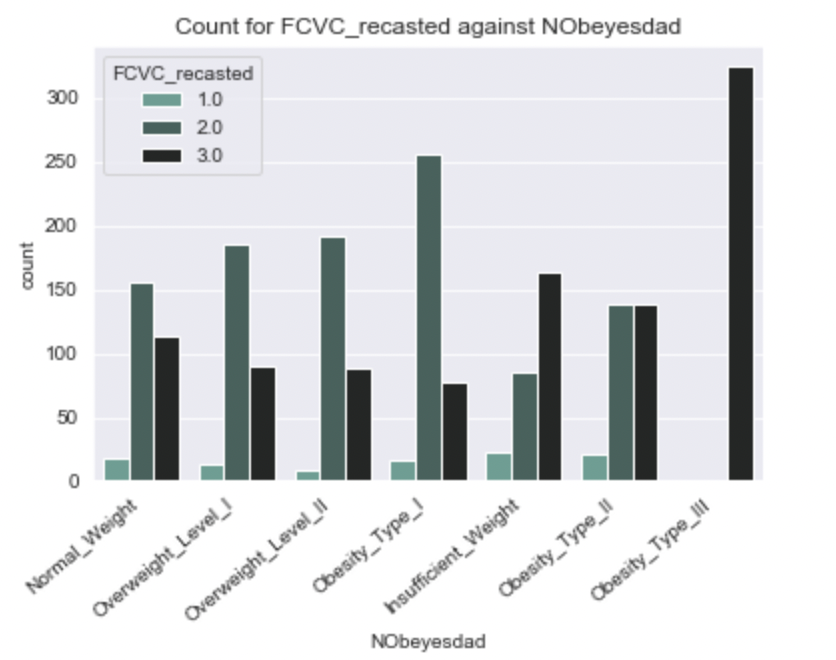 Count for FCVC_recasted against NObeyesdad
FCVC_recasted
1.0
2.0
3.0
300
250
200
150
100
50
0
count
Normal_Weight
Overweight_Level_I
Overweight_Level_II
Obesity_Type_I
Insufficient_Weight
Obesity_Type_II
Obesity_Type_III
NObeyesdad